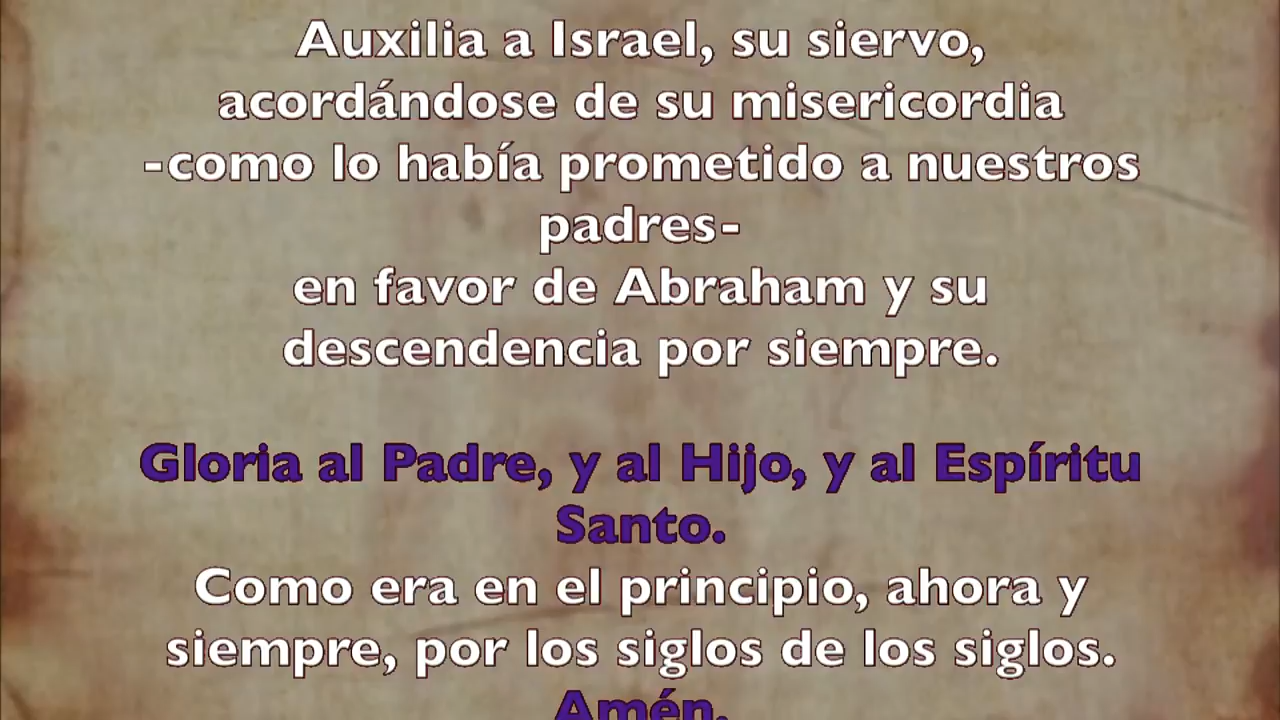 Auxilia a Israel, su siervo,
acordándose de su misericordia
-como lo había prometido a nuestros
padres-
en favor de Abraham y su
descendencia por siempre.
Gloria al Padre, y al Hijo, y al Espíritu
Santo.
Como era en el principio, ahora y
siempre, por los siglos de los siglos.
Amén.